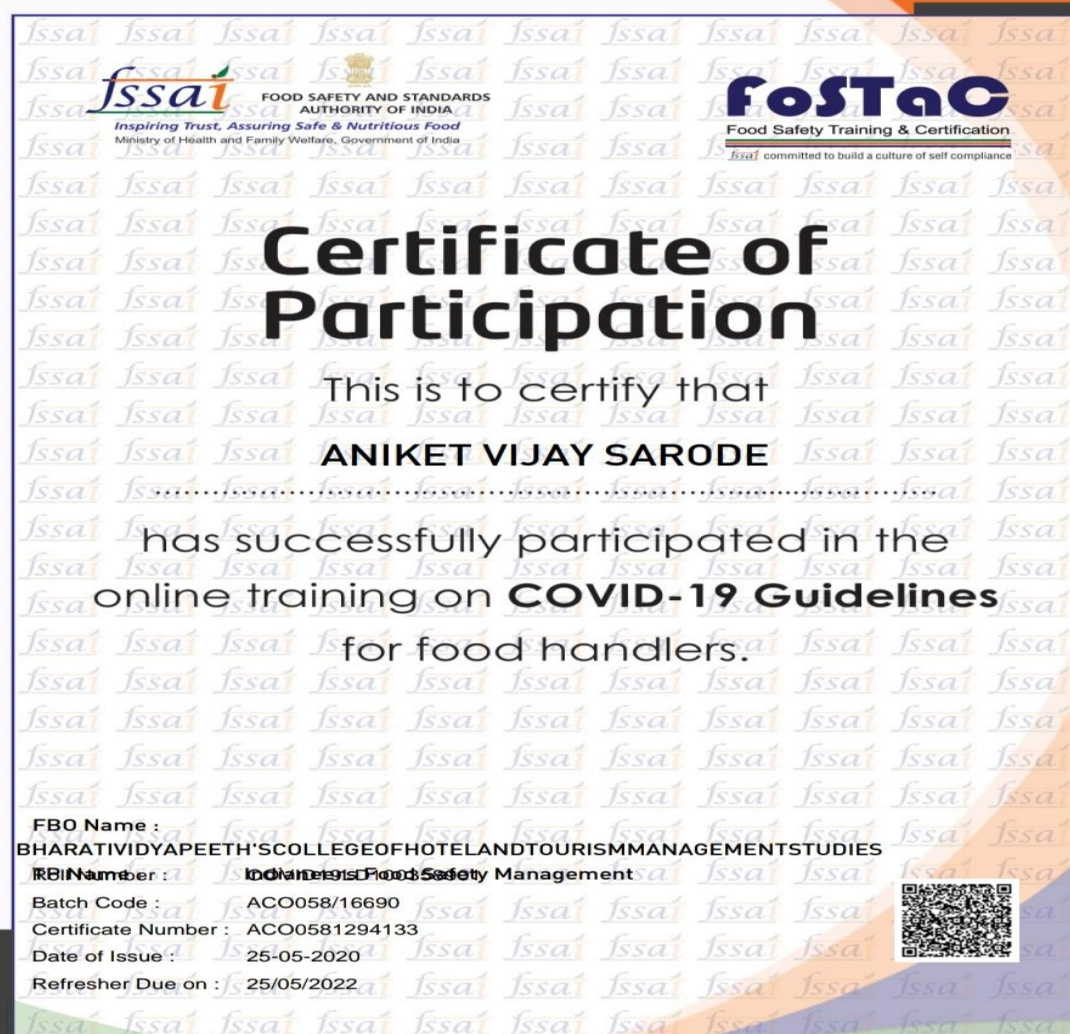 fssai
FOOD SAFETY AND STANDARDS
AUTHORITY OF INDIA
Inspiring Trust, Assuring Safe & Nutritious Food
Ministry of Health and Family Welfare, Government of India
FoSTaC
Food Safety Training & Certification
fssai committed to build a culture of self compliance
Certificate of
Participation
This is to certify that
ANIKET VIJAY SARODE
has successfully participated in the
online training on COVID-19 Guidelines
for food handlers.
FBO Name :
BHARATIVIDYAPEETH'SCOLLEGEOFHOTELANDTOURISMMANAGEMENTSTUDIES
Food Safety Management
Batch Code : ACO058/16690
Certificate Number : ACO0581294133
Date of Issue : 25-05-2020
Refresher Due on : 25/05/2022